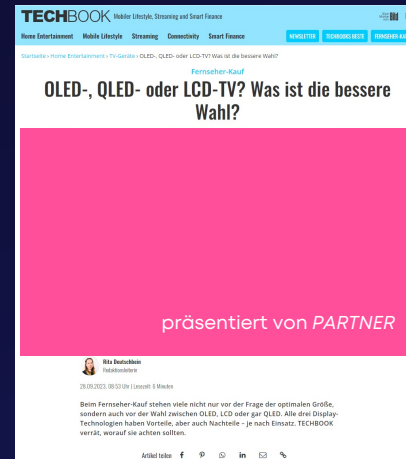 TECHBOOK Mobiler Lifestyle, Streaming und Smart Finance
Home Entertainment Mobile Lifestyle Streaming Connectivity Smart Finance NEWSLETTER TECHBOOKS BESTE FERNSEHER-KAU
Startseite › Home Entertainment › TV-Geräte › OLED-, QLED- oder LCD-TV? Was ist die bessere Wahl?
Fernseher-Kauf
OLED-, QLED- oder LCD-TV? Was ist die bessere
Wahl?
präsentiert von PARTNER
Rita Deutschbein
Redaktionsleiterin
28.09.2023, 08:53 Uhr | Lesezeit: 6 Minuten
Beim Fernseher-Kauf stehen viele nicht nur vor der Frage der optimalen Größe,
sondern auch vor der Wahl zwischen OLED, LCD oder gar QLED. Alle drei Display-
Technologien haben Vorteile, aber auch Nachteile – je nach Einsatz. TECHBOOK
verrät, worauf sie achten sollten.
Artikel teilen